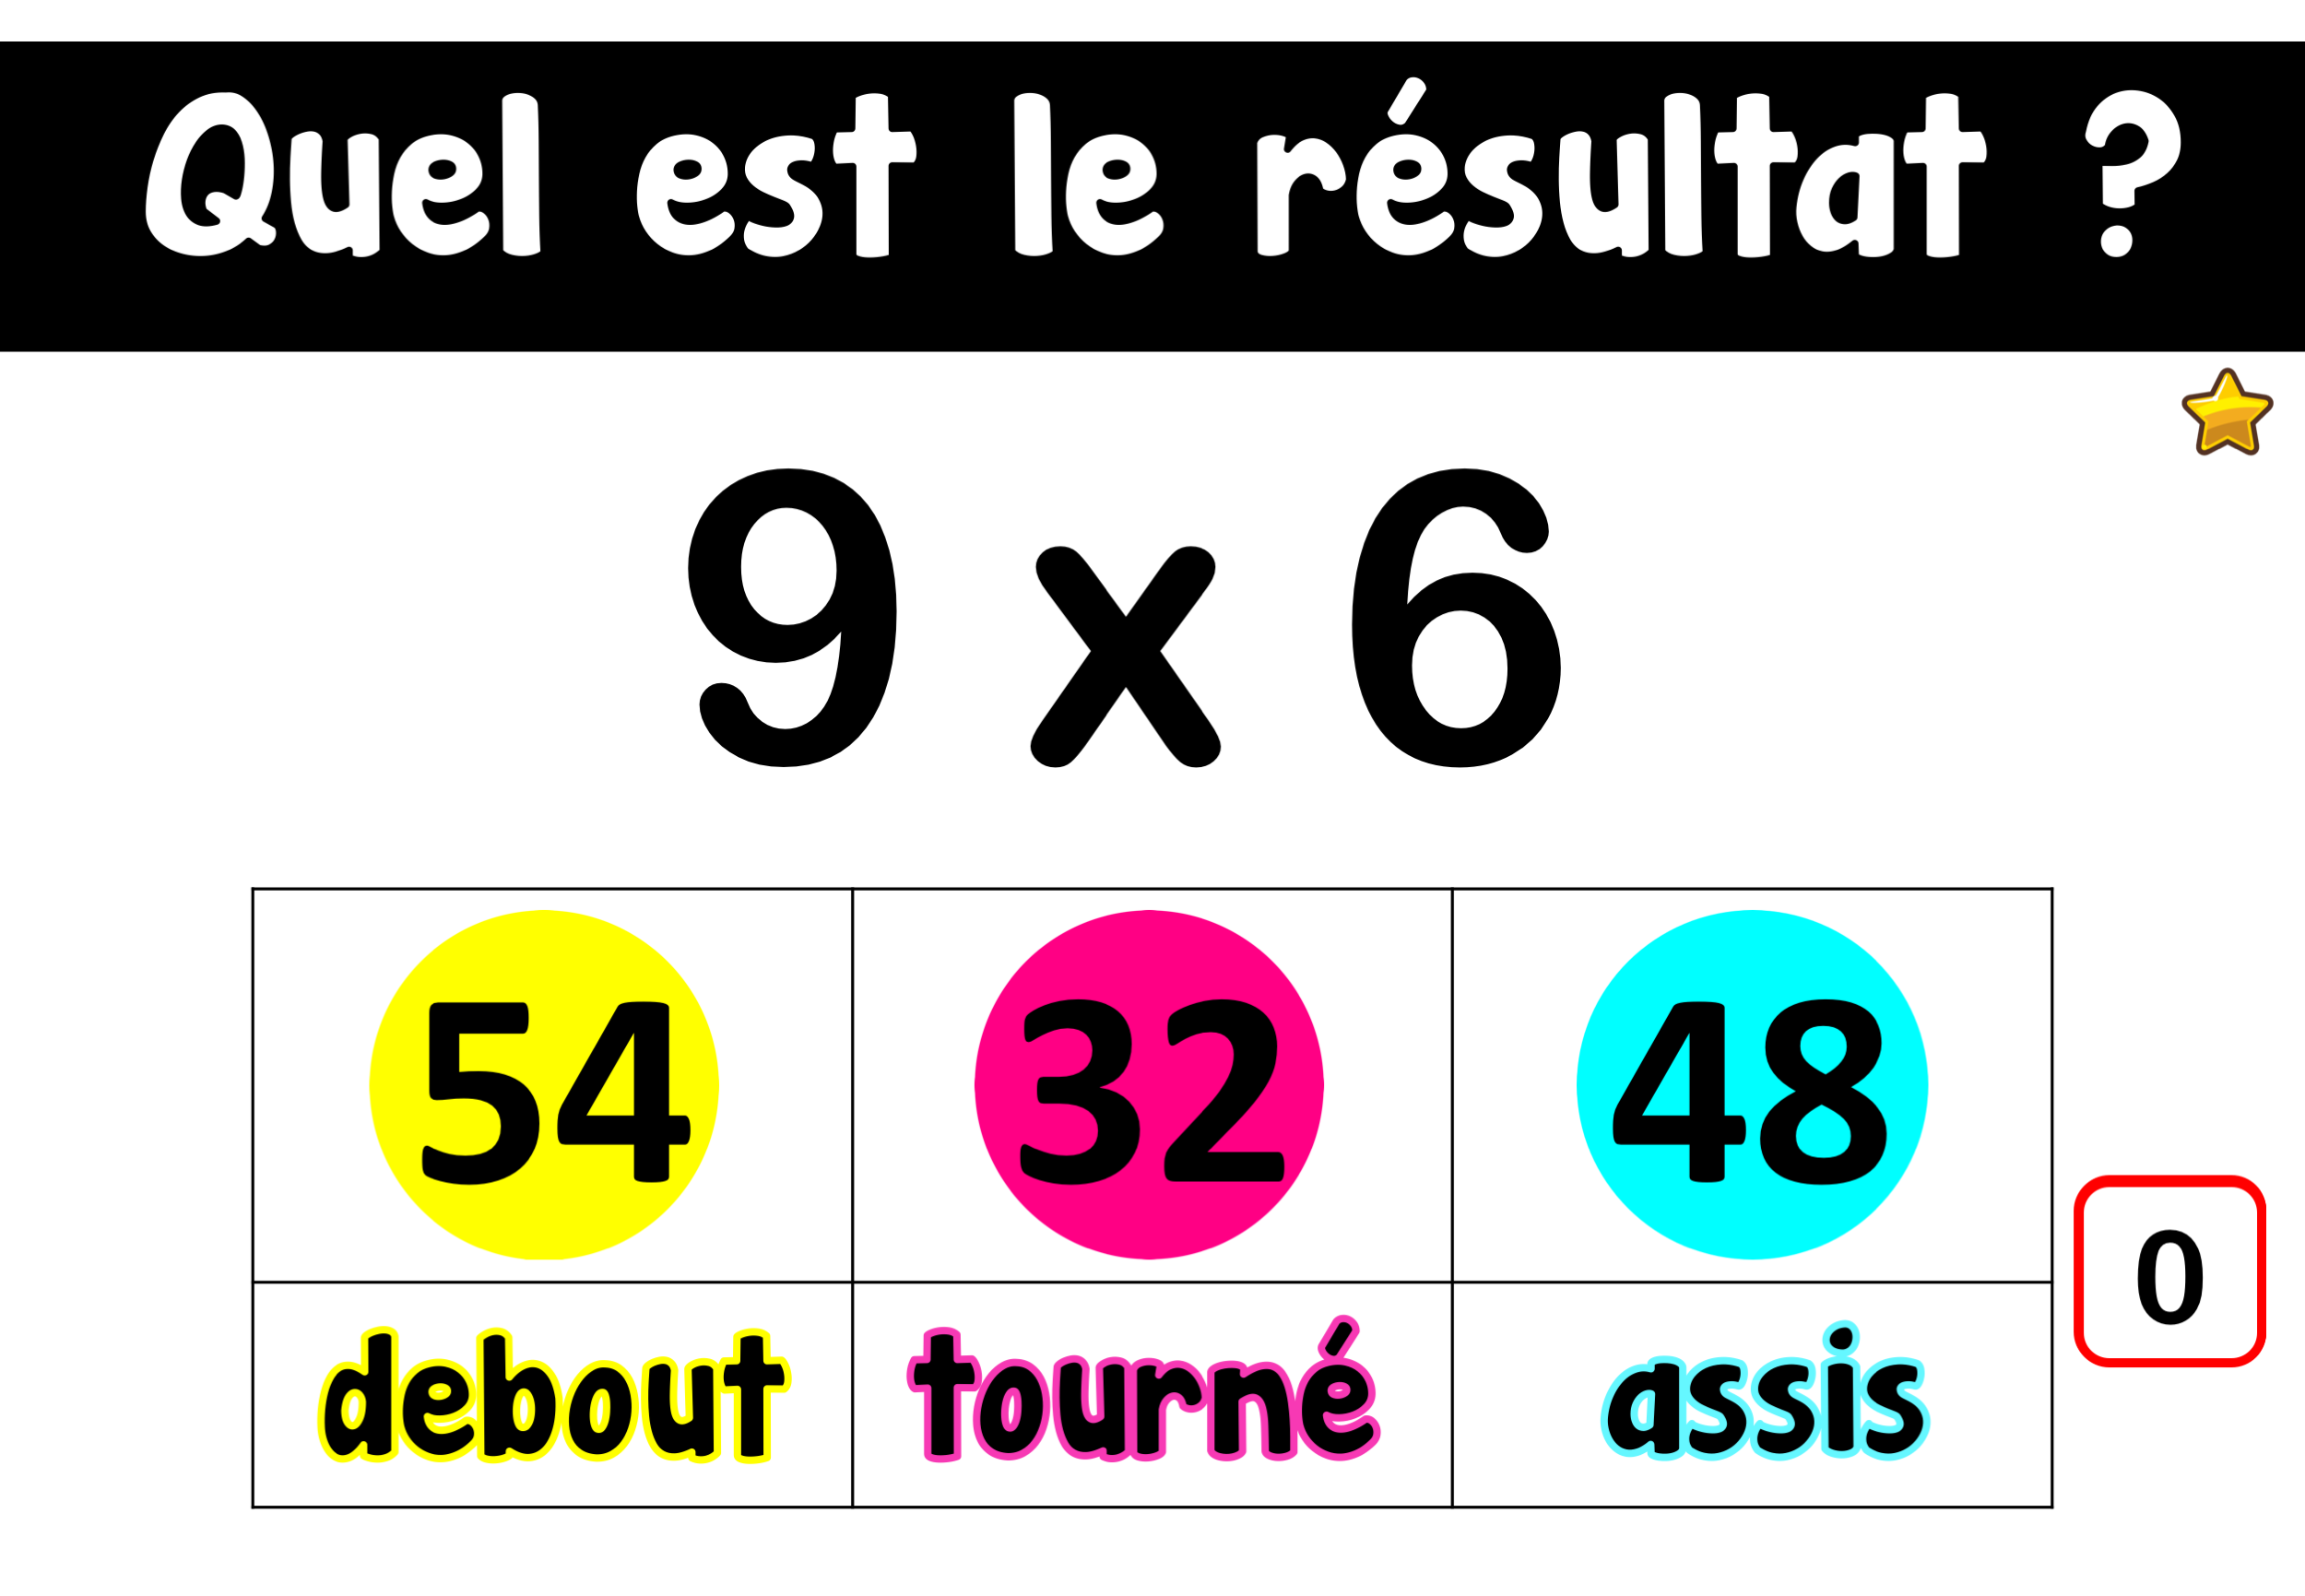 Quel est le résultat ?
9 x 6
54 32 48
0
debout tourné assis